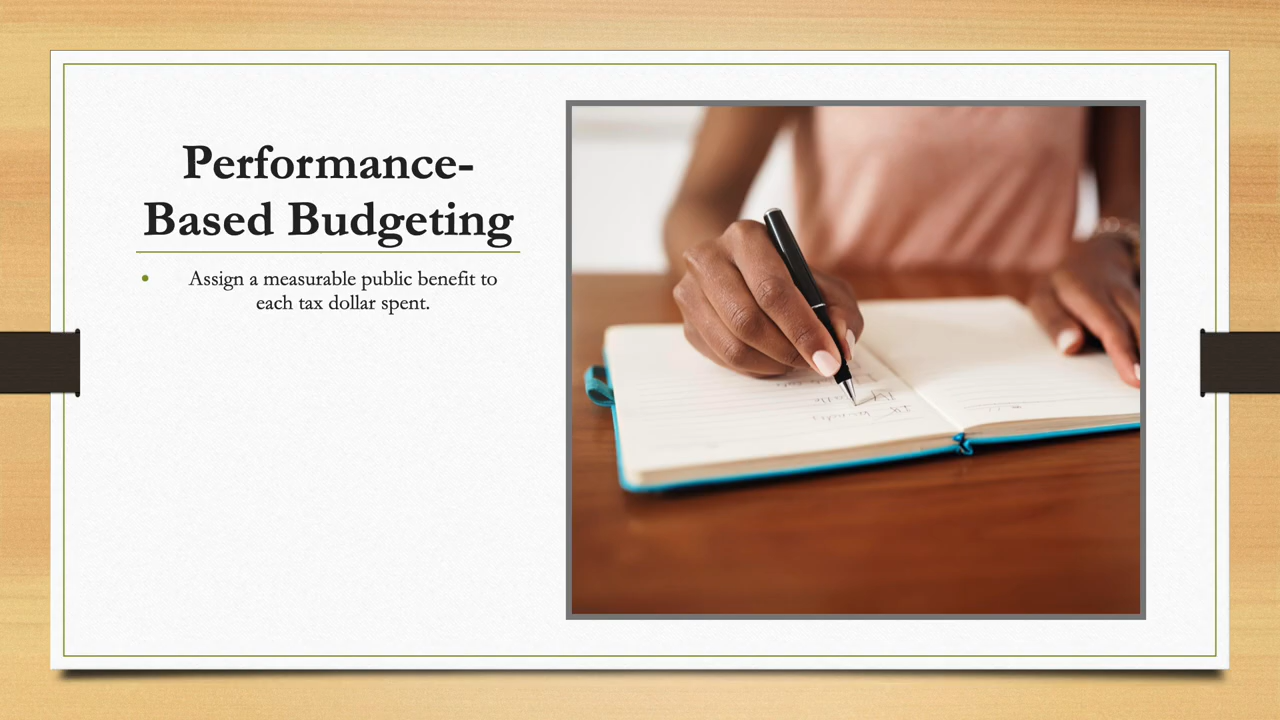 Performance-
Based Budgeting
• Assign a measurable public benefit to
each tax dollar spent.